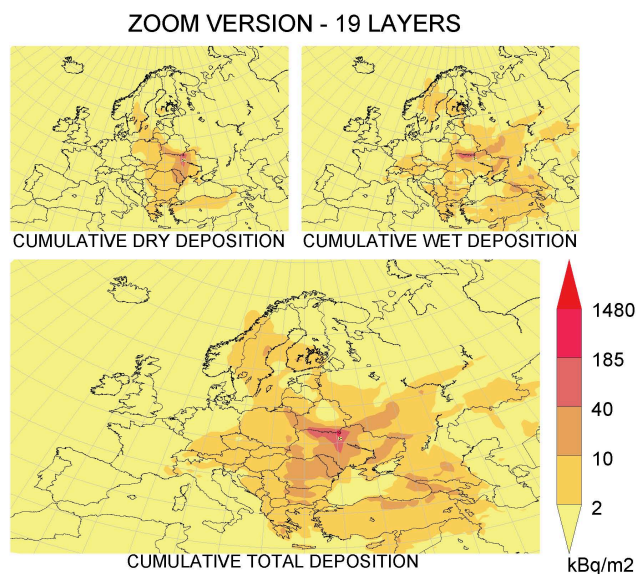 ZOOM VERSION - 19 LAYERS
CUMULATIVE DRY DEPOSITION
CUMULATIVE WET DEPOSITION
1480
185
40
10
2
kBq/m2
CUMULATIVE TOTAL DEPOSITION